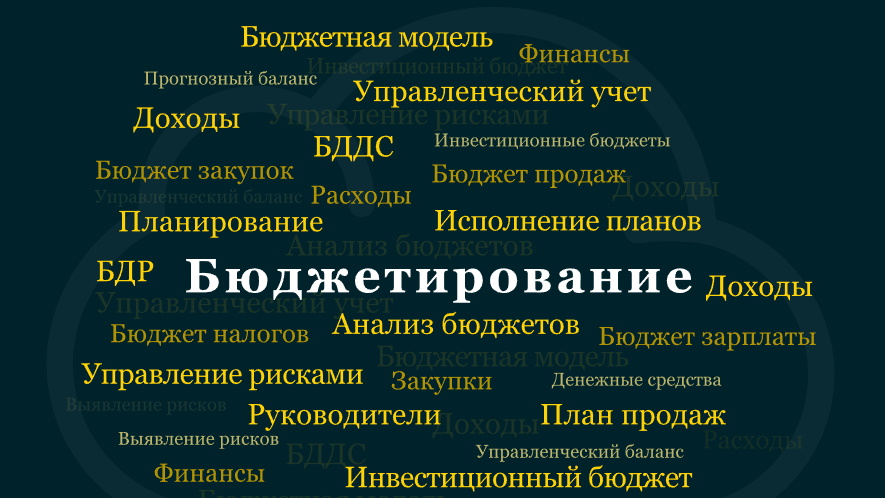 Бюджетная модель
Финансы
Инвестиционный бюджет
Прогнозный баланс
Управленческий учет
Управление рисками
Доходы
БДДС
Инвестиционные бюджеты
Бюджет закупок
Бюджет продаж
Доходы
Управленческий баланс
Расходы
Планирование
Исполнение планов
Анализ бюджетов
БДР
Бюджетирование
Доходы
Управленческий учет
Бюджет налогов
Анализ бюджетов
Бюджет зарплаты
Бюджетная модель
Управление рисками
Закупки
Денежные средства
Выявление рисков
Руководители
План продаж
Доходы
Выявление рисков
Расходы
БДДС
Управленческий баланс
Финансы
Инвестиционный бюджет